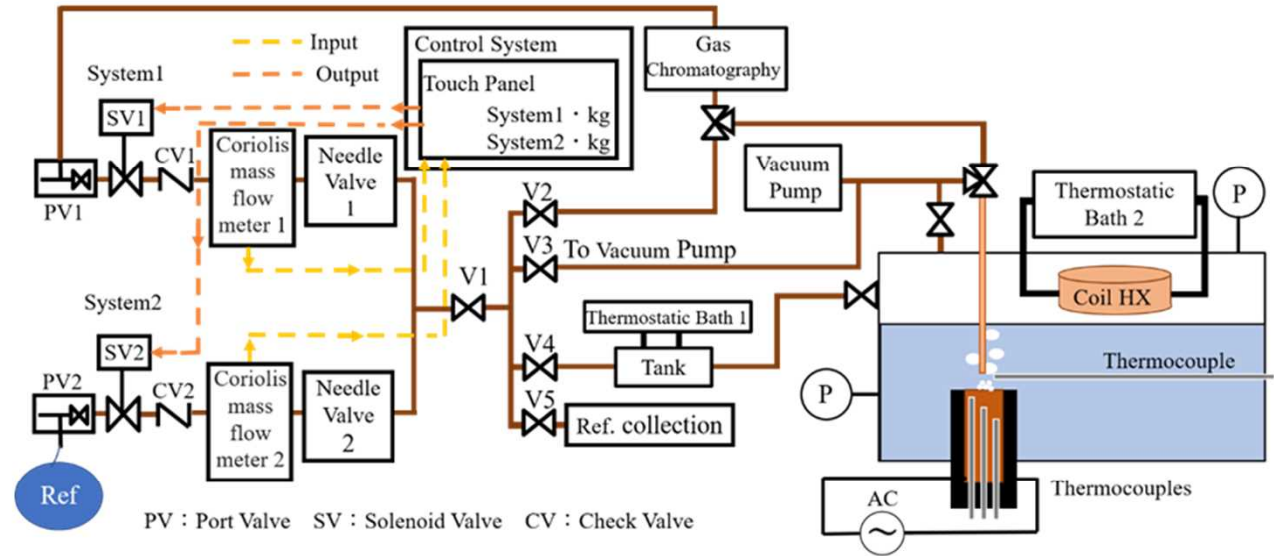 Input
Output
Control System
Touch Panel
System1・kg
System2・kg
Gas
Chromatography
System1
SV1
CV1
PV1
Coriolis
mass
flow
meter 1
Needle
Valve
1
Vacuum
Pump
Thermostatic
Bath 2
P
V2
V3
To Vacuum Pump
V1
Coil HX
System2
SV2
PV2
CV2
Coriolis
mass
flow
meter 2
Needle
Valve
2
Thermostatic Bath 1
V4
Tank
V5
Ref. collection
Thermocouple
P
Ref
AC
Thermocouples
PV：Port Valve SV：Solenoid Valve CV：Check Valve